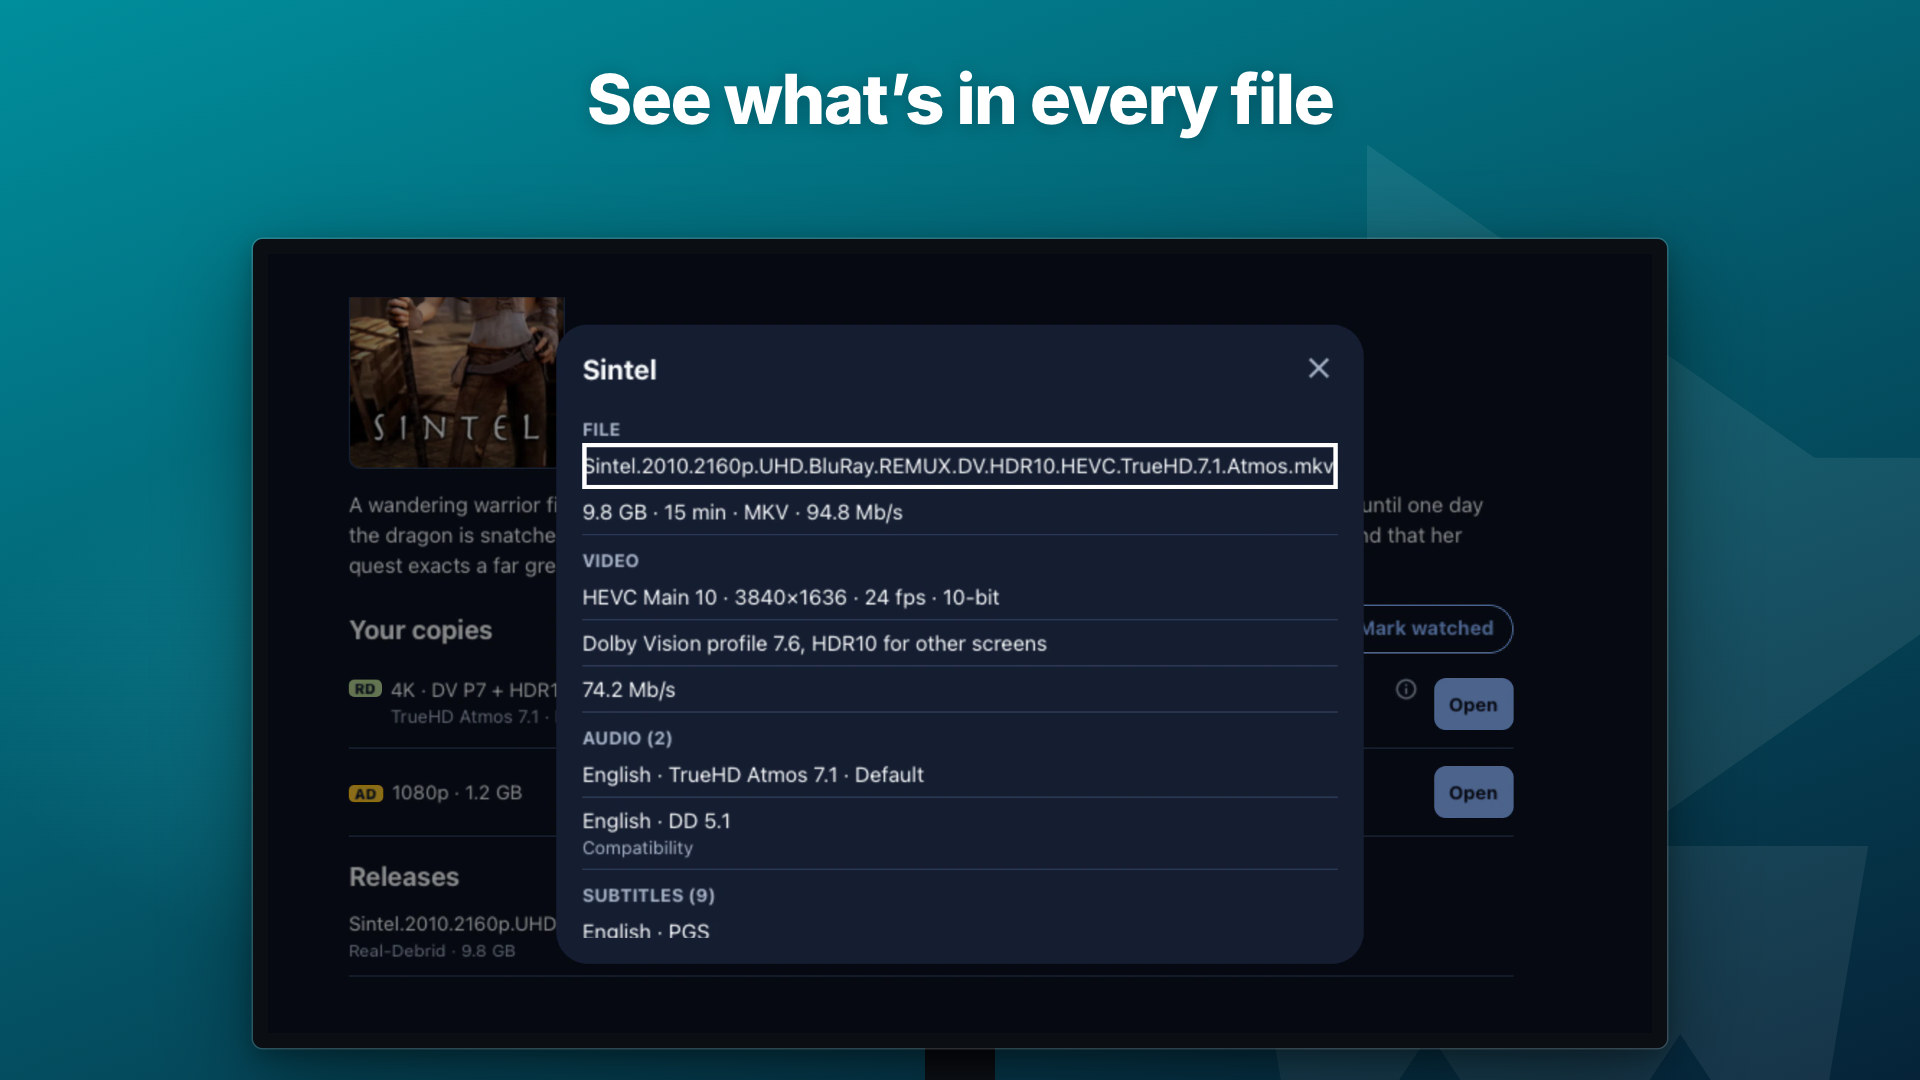 See what’s in every file
SINTEL
Sintel
FILE
Sintel.2010.2160p.UHD.BluRay.REMUX.DV.HDR10.HEVC.TrueHD.7.1.Atmos.mkv
9.8 GB · 15 min · MKV · 94.8 Mb/s
VIDEO
HEVC Main 10 · 3840×1636 · 24 fps · 10-bit
Dolby Vision profile 7.6, HDR10 for other screens
74.2 Mb/s
AUDIO (2)
English · TrueHD Atmos 7.1 · Default
English · DD 5.1
Compatibility
SUBTITLES (9)
English · PGS
A wandering warrior until one day
the dragon is that her
quest exacts a far
Your copies
Mark watched
RD 4K · DV P7 +
TrueHD Atmos 7.1 ·
Open
AD 1080p · 1.2 GB
Open
Releases
Sintel.2010.2160p.UHD
Real-Debrid · 9.8 GB